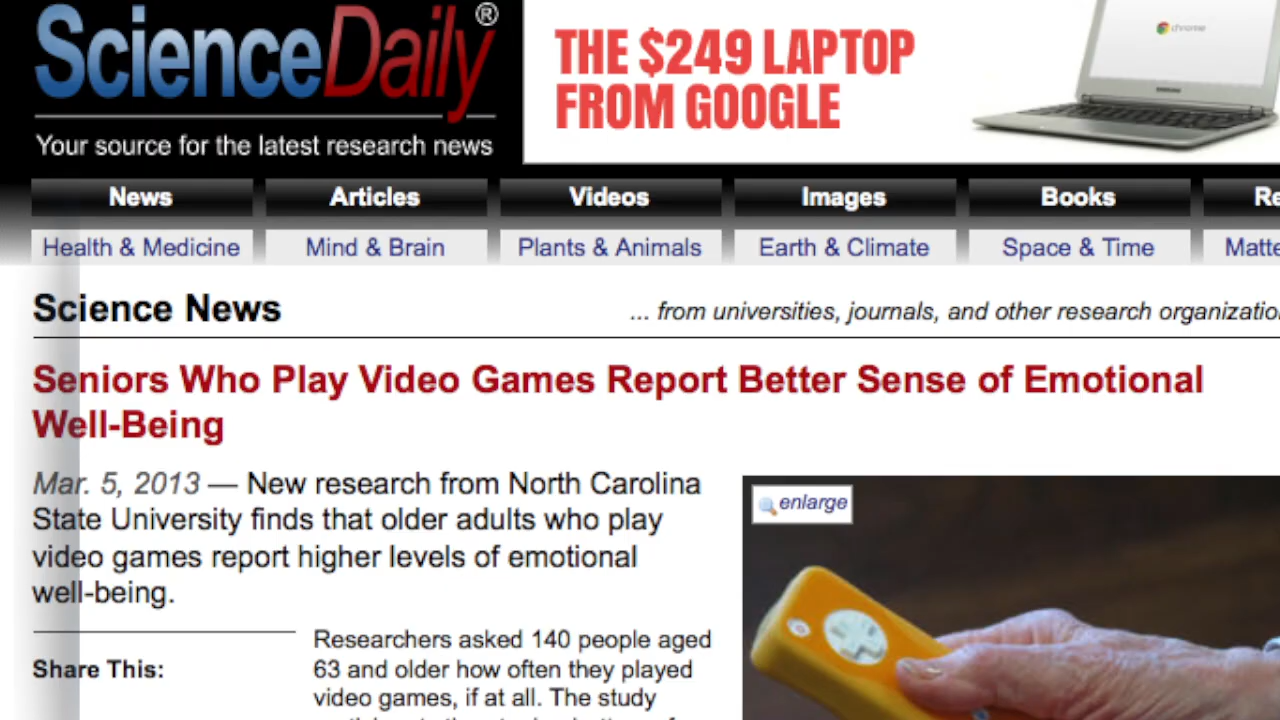 ScienceDaily®
Your source for the latest research news
THE $249 LAPTOP
FROM GOOGLE
chrome
SAMSUNG
News Articles Videos Images Books Re
Health & Medicine Mind & Brain Plants & Animals Earth & Climate Space & Time Matte
Science News
... from universities, journals, and other research organizatio
Seniors Who Play Video Games Report Better Sense of Emotional
Well-Being
Mar. 5, 2013 — New research from North Carolina
State University finds that older adults who play
video games report higher levels of emotional
well-being.
enlarge
Share This:
Researchers asked 140 people aged
63 and older how often they played
video games, if at all. The study